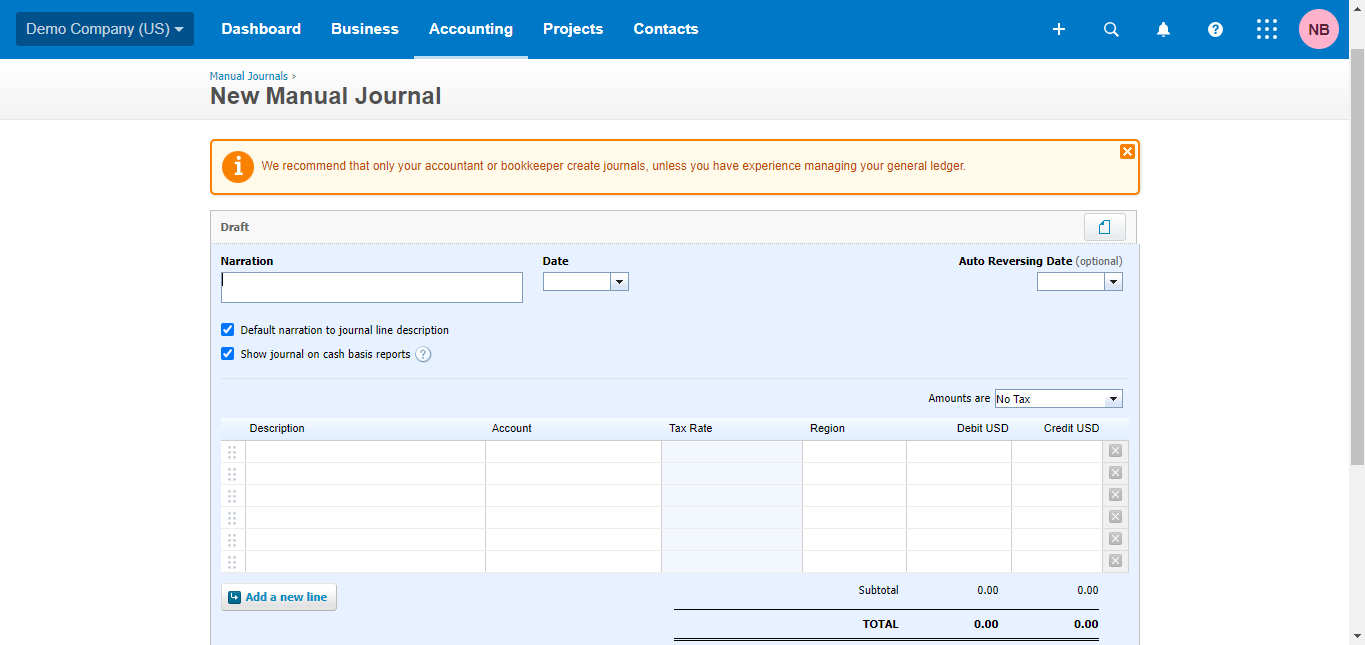 Demo Company (US) Dashboard Business Accounting Projects Contacts NB
Manual Journals ›
New Manual Journal
We recommend that only your accountant or bookkeeper create journals, unless you have experience managing your general ledger.
Draft
Narration Date Auto Reversing Date (optional)
Default narration to journal line description
Show journal on cash basis reports ?
Amounts are No Tax
Description Account Tax Rate Region Debit USD Credit USD
Add a new line
Subtotal 0.00 0.00
TOTAL 0.00 0.00